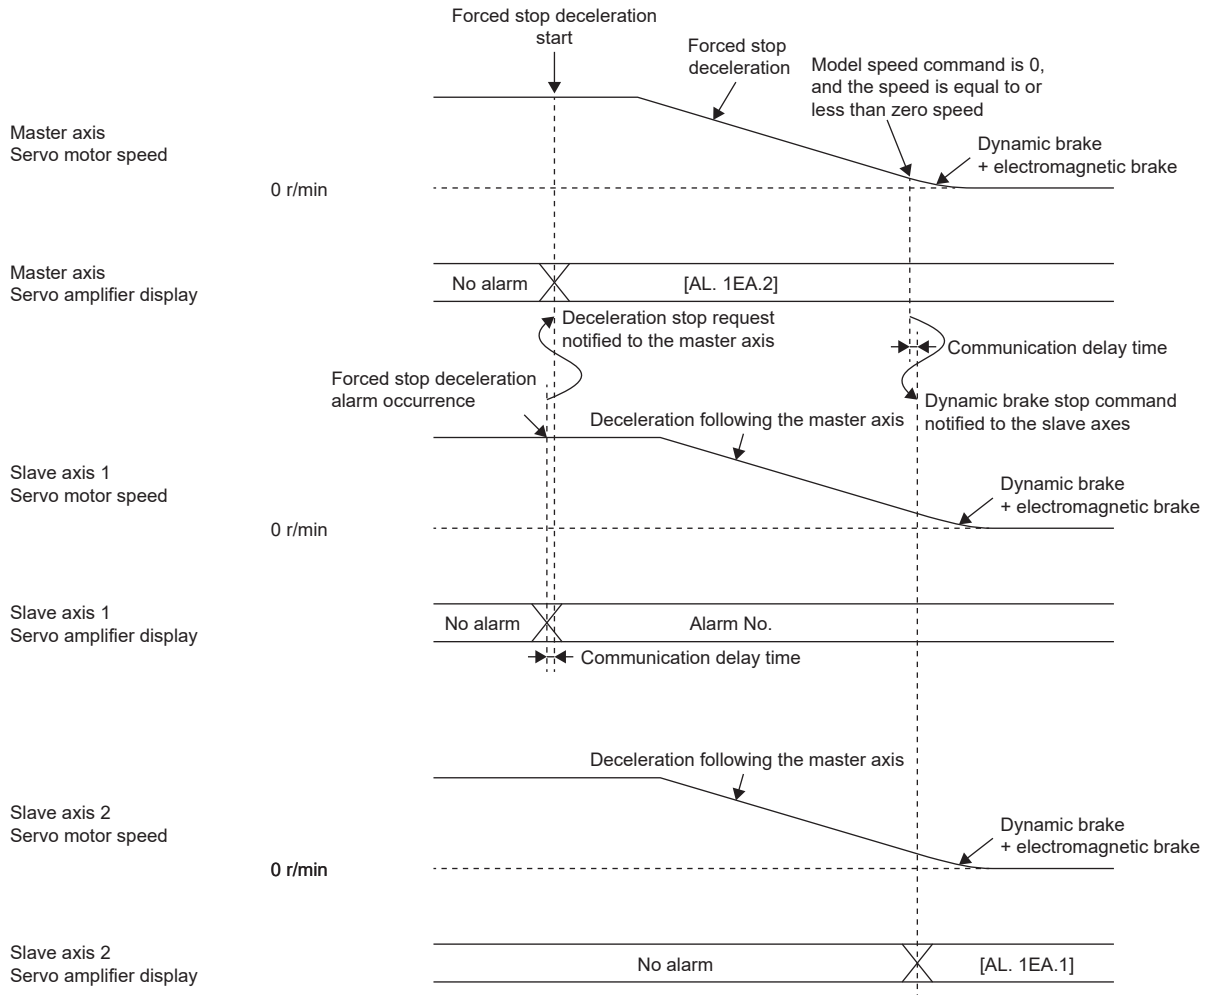 Forced stop deceleration
start
Forced stop
deceleration
Model speed command is 0,
and the speed is equal to or
less than zero speed
Master axis
Servo motor speed
Dynamic brake
+ electromagnetic brake
0 r/min
Master axis
Servo amplifier display
No alarm
[AL. 1EA.2]
Deceleration stop request
notified to the master axis
Communication delay time
Forced stop deceleration
alarm occurrence
Dynamic brake stop command
notified to the slave axes
Deceleration following the master axis
Slave axis 1
Servo motor speed
Dynamic brake
+ electromagnetic brake
0 r/min
Slave axis 1
Servo amplifier display
No alarm
Alarm No.
Communication delay time
Deceleration following the master axis
Slave axis 2
Servo motor speed
Dynamic brake
+ electromagnetic brake
0 r/min
Slave axis 2
Servo amplifier display
No alarm
[AL. 1EA.1]